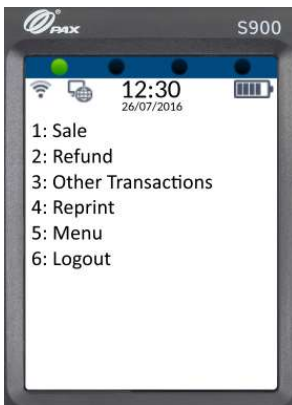 PAX S900
12:30
26/07/2016
1: Sale
2: Refund
3: Other Transactions
4: Reprint
5: Menu
6: Logout